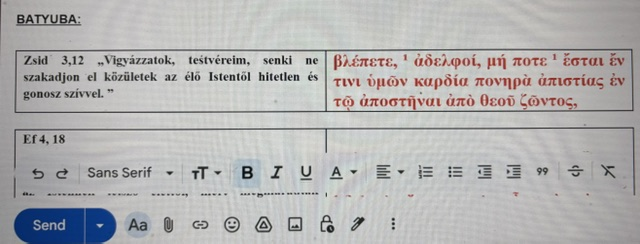 BATYUBA:
Zsid 3,12 „Vigyázzatok, testvéreim, senki ne
szakadjon el közületek az élő Istentől hitetlen és
gonosz szívvel. ”
βλέπετε, ¹ ἀδελφοί, μή ποτε ¹ ἔσται ἔν
τινι ὑμῶν καρδία πονηρὰ ἀπιστίας ἐν
τῷ ἀποστῆναι ἀπὸ θεοῦ ζῶντος,
Ef 4, 18
Sans Serif
Send